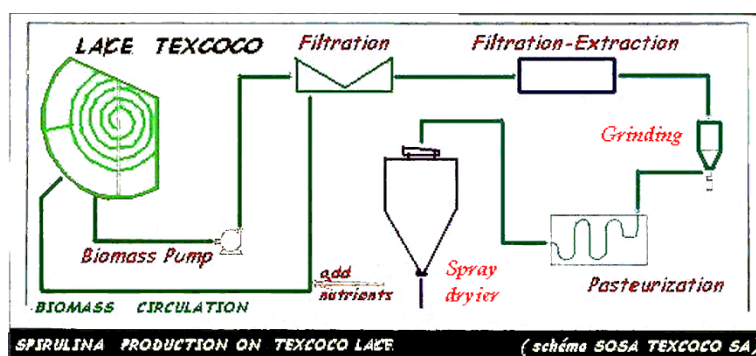 LAKE TEXCOCO
Filtration
Filtration-Extraction
Grinding
Biomass Pump
add
nutrients
Spray
dryier
Pasteurization
BIOMASS CIRCULATION
SPIRULINA PRODUCTION ON TEXCOCO LAKE
(schéma SOSA TEXCOCO SA)